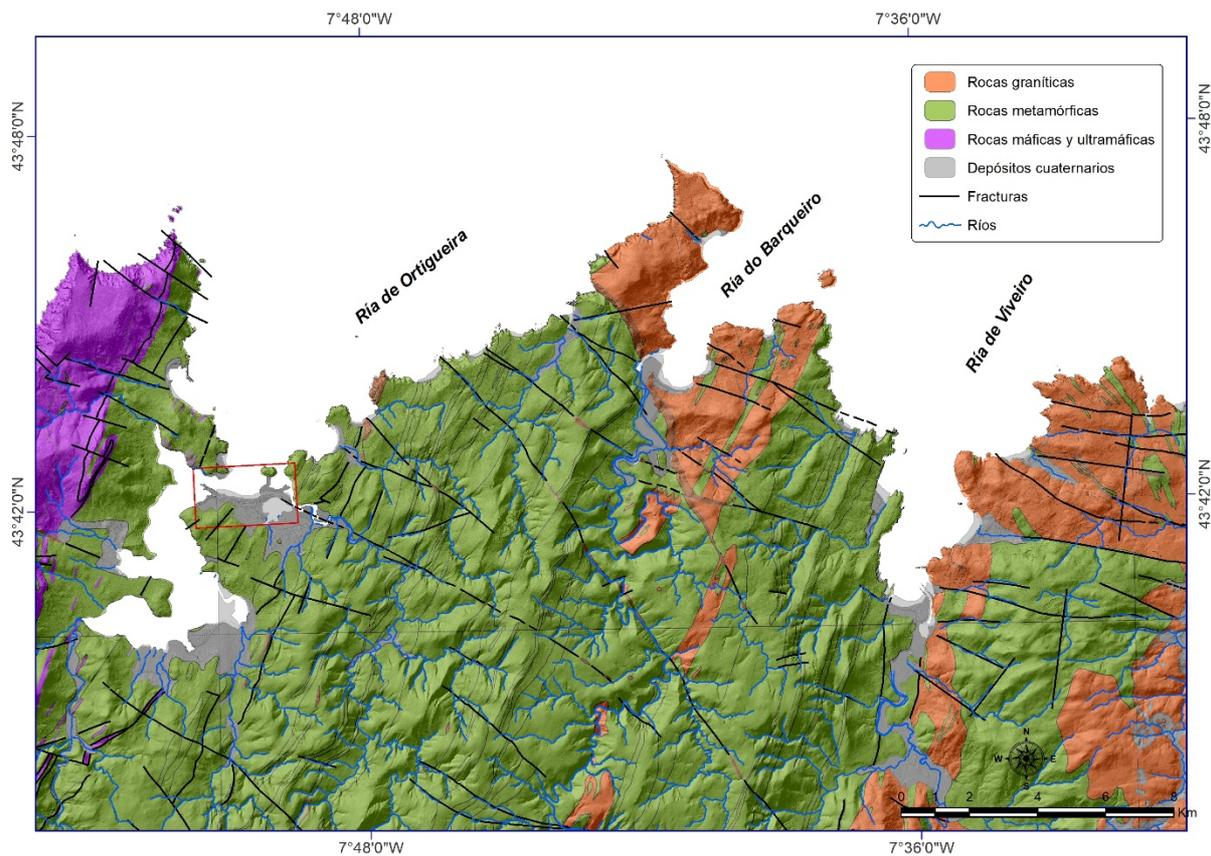 7°48'0"W
7°36'0"W
43°48'0"N
43°48'0"N
Rocas graníticas
Rocas metamórficas
Rocas máficas y ultramáficas
Depósitos cuaternarios
Fracturas
Ríos
Ría de Ortigueira
Ría do Barqueiro
Ría de Viveiro
43°42'0"N
43°42'0"N
N
W E
S
0 1 2 4 6 8
Km
7°48'0"W
7°36'0"W